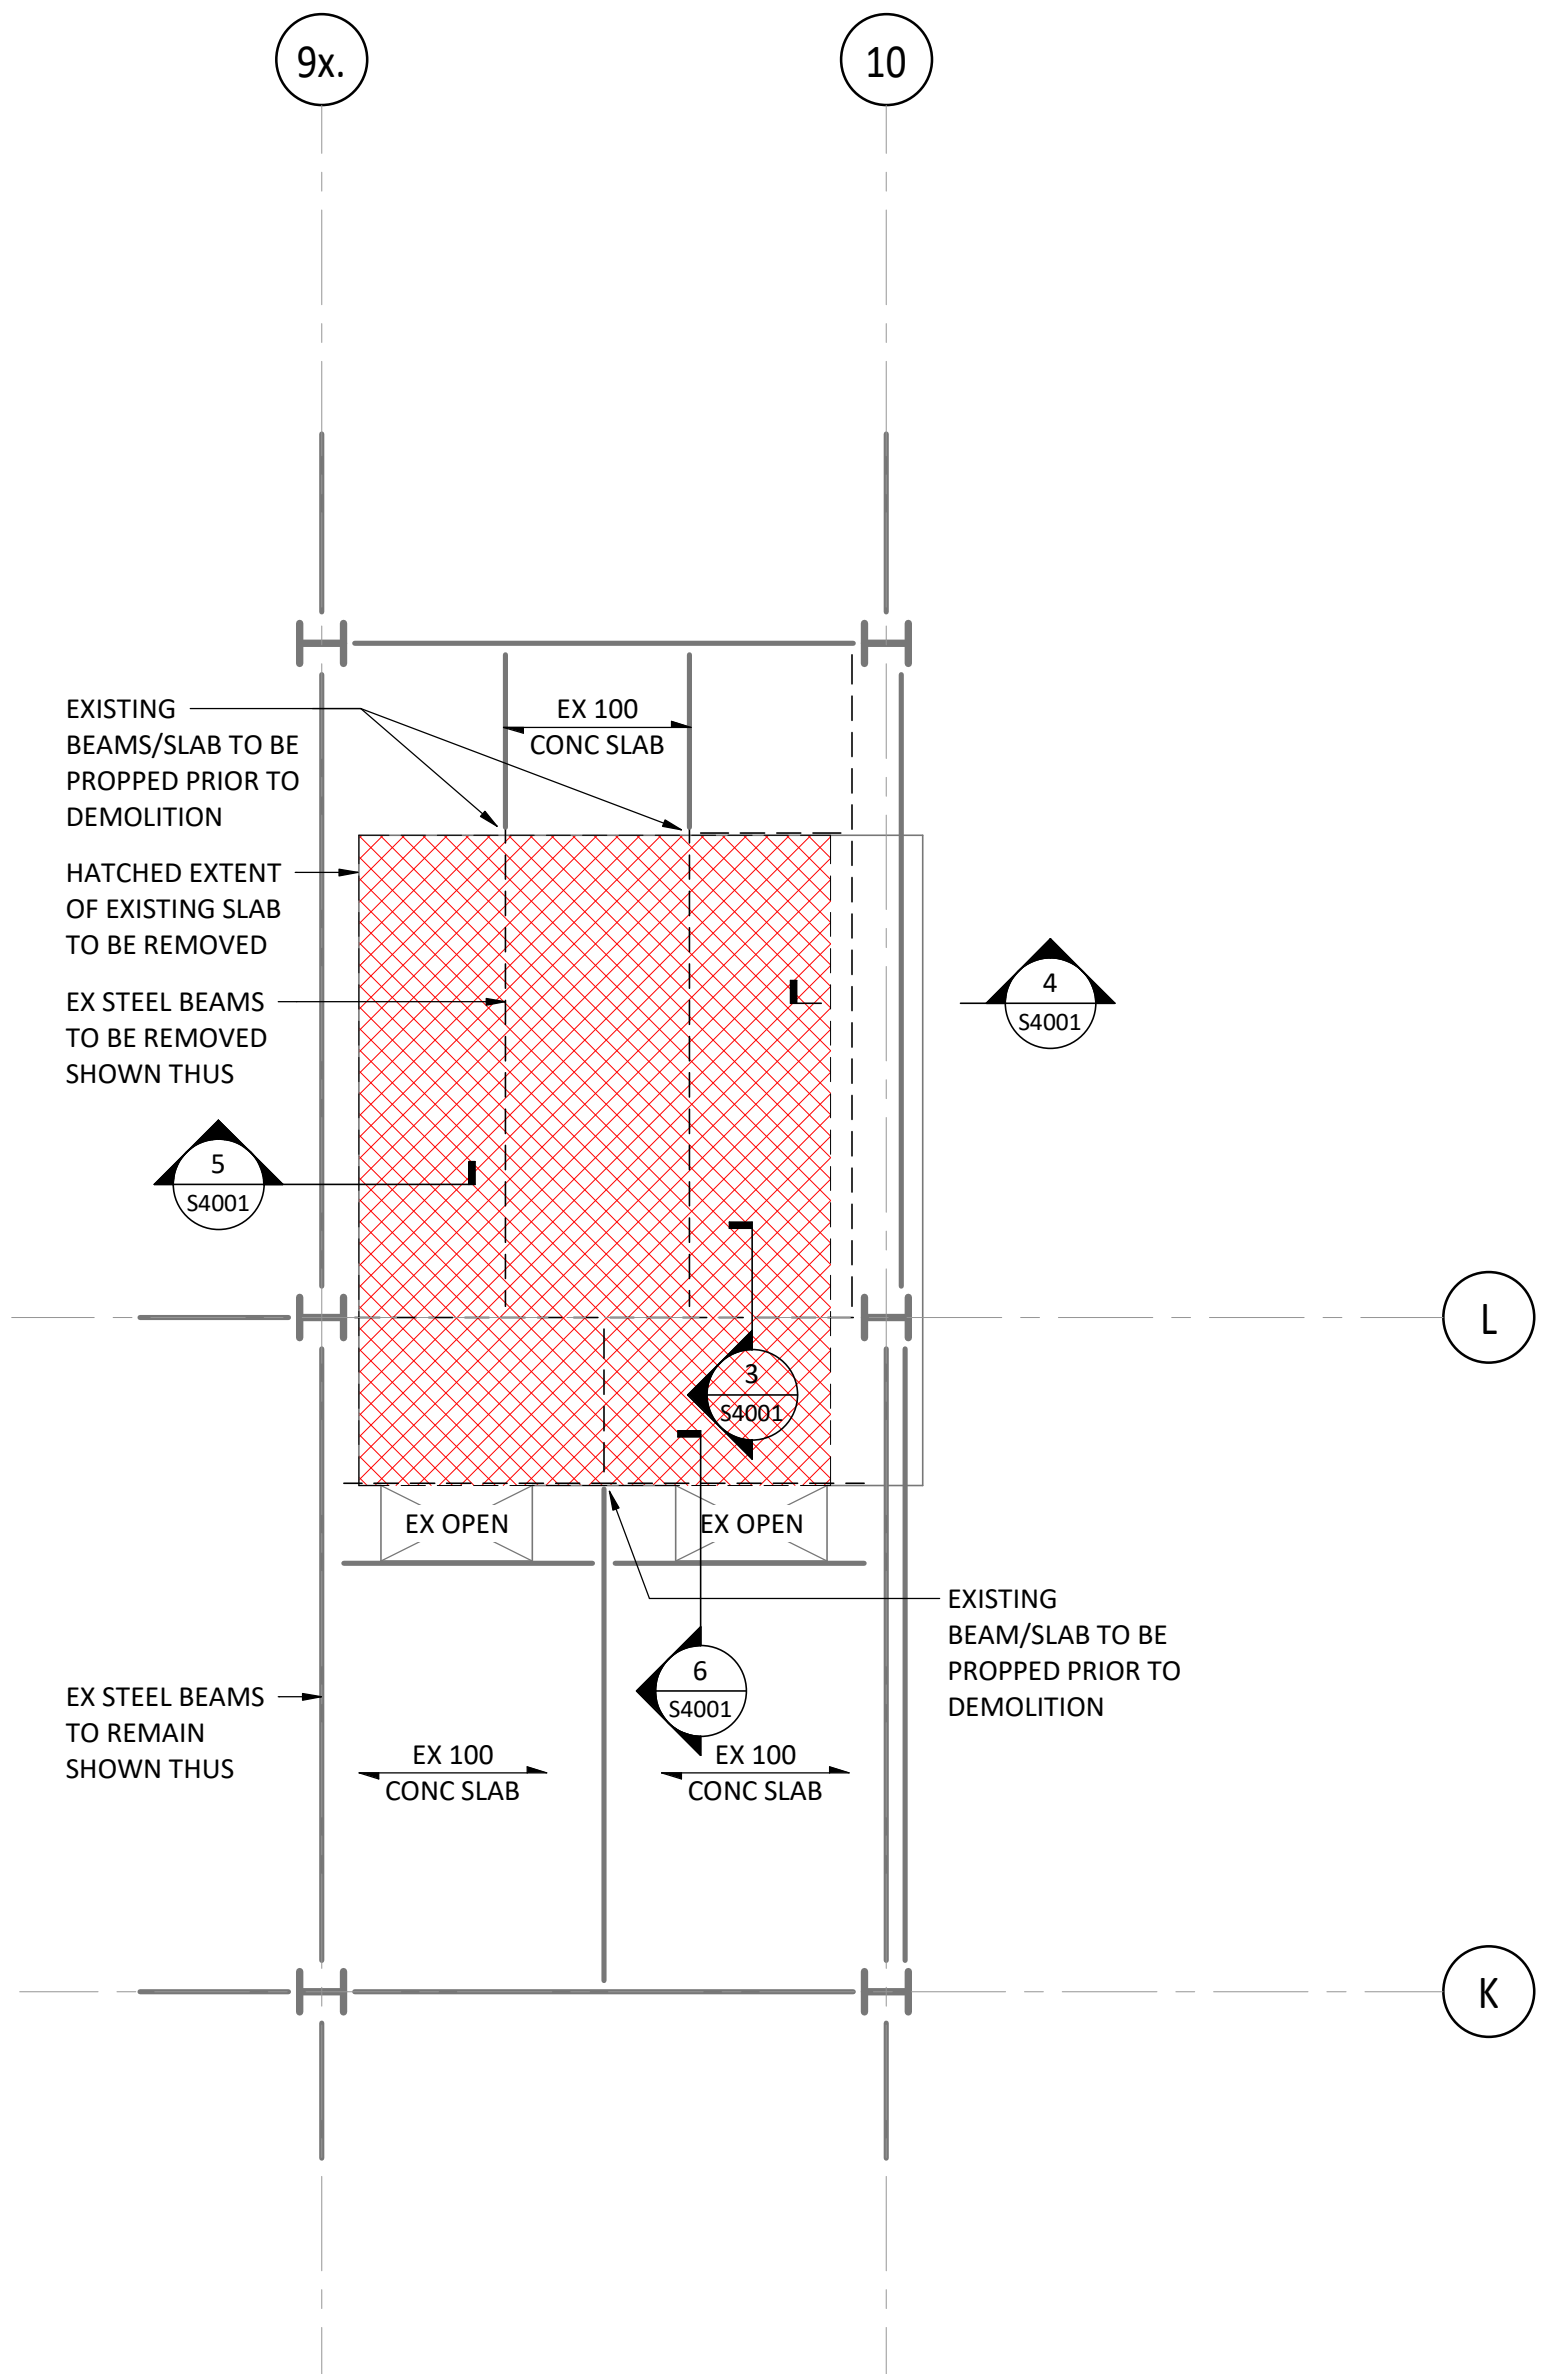 9x.
10
EXISTING
BEAMS/SLAB TO BE
PROPPED PRIOR TO
DEMOLITION
EX 100
CONC SLAB
HATCHED EXTENT
OF EXISTING SLAB
TO BE REMOVED
EX STEEL BEAMS
TO BE REMOVED
SHOWN THUS
4
S4001
5
S4001
L
3
S4001
EX OPEN
EX OPEN
EXISTING
BEAM/SLAB TO BE
PROPPED PRIOR TO
DEMOLITION
6
S4001
EX STEEL BEAMS
TO REMAIN
SHOWN THUS
EX 100
CONC SLAB
EX 100
CONC SLAB
K